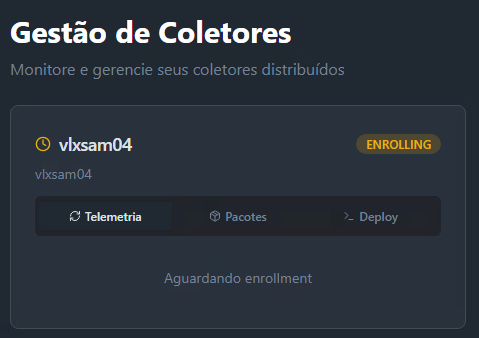 Gestão de Coletores
Monitore e gerencie seus coletores distribuídos
vlxsam04
ENROLLING
vlxsam04
Telemetria
Pacotes
Deploy
Aguardando enrollment